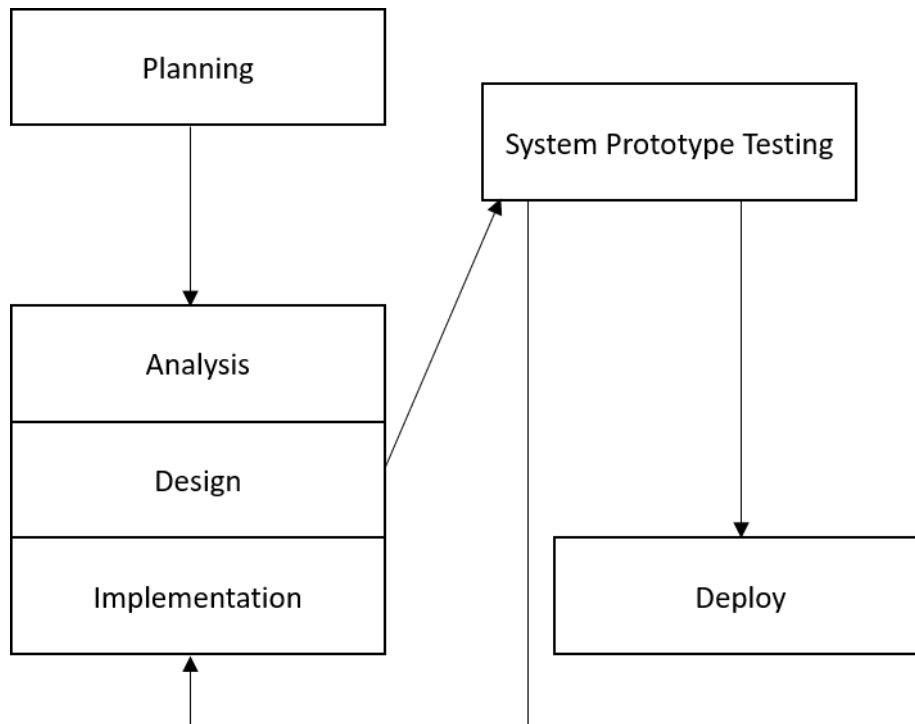 Planning
System Prototype Testing
Analysis
Design
Implementation
Deploy